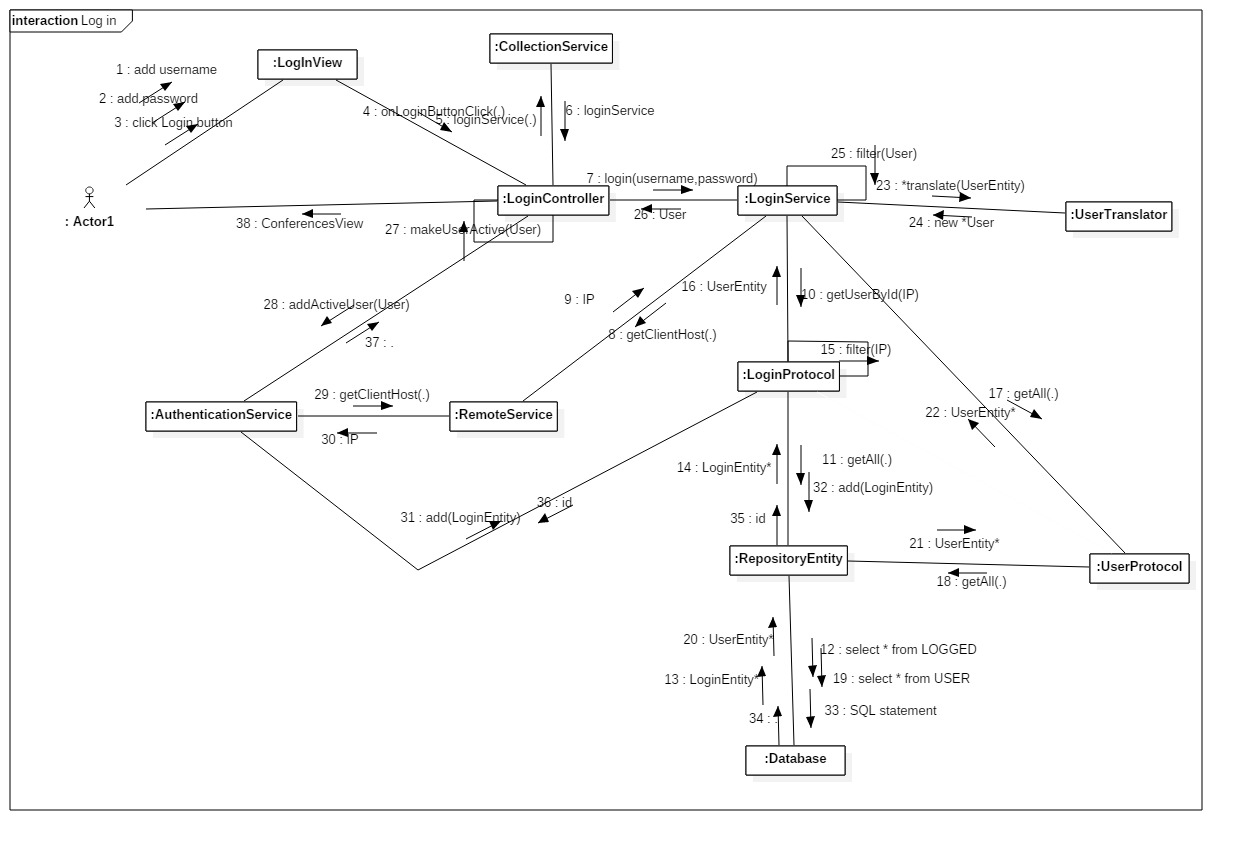 interaction Log in
:CollectionService
:LogInView
1 : add username
2 : add password
3 : click Login button
4 : onLoginButtonClick(.)
5 : loginService(.)
6 : loginService
25 : filter(User)
7 : login(username,password)
23 : *translate(UserEntity)
: Actor1
:LoginController
:LoginService
:UserTranslator
38 : ConferencesView
27 : makeUserActive(User)
26 : User
24 : new *User
28 : addActiveUser(User)
9 : IP
16 : UserEntity
10 : getUserById(IP)
37 : .
8 : getClientHost(.)
15 : filter(IP)
:LoginProtocol
29 : getClientHost(.)
17 : getAll(.)
:AuthenticationService
:RemoteService
22 : UserEntity*
30 : IP
14 : LoginEntity*
11 : getAll(.)
32 : add(LoginEntity)
36 : id
31 : add(LoginEntity)
35 : id
21 : UserEntity*
:RepositoryEntity
:UserProtocol
18 : getAll(.)
20 : UserEntity*
12 : select * from LOGGED
13 : LoginEntity*
19 : select * from USER
34 : .
33 : SQL statement
:Database